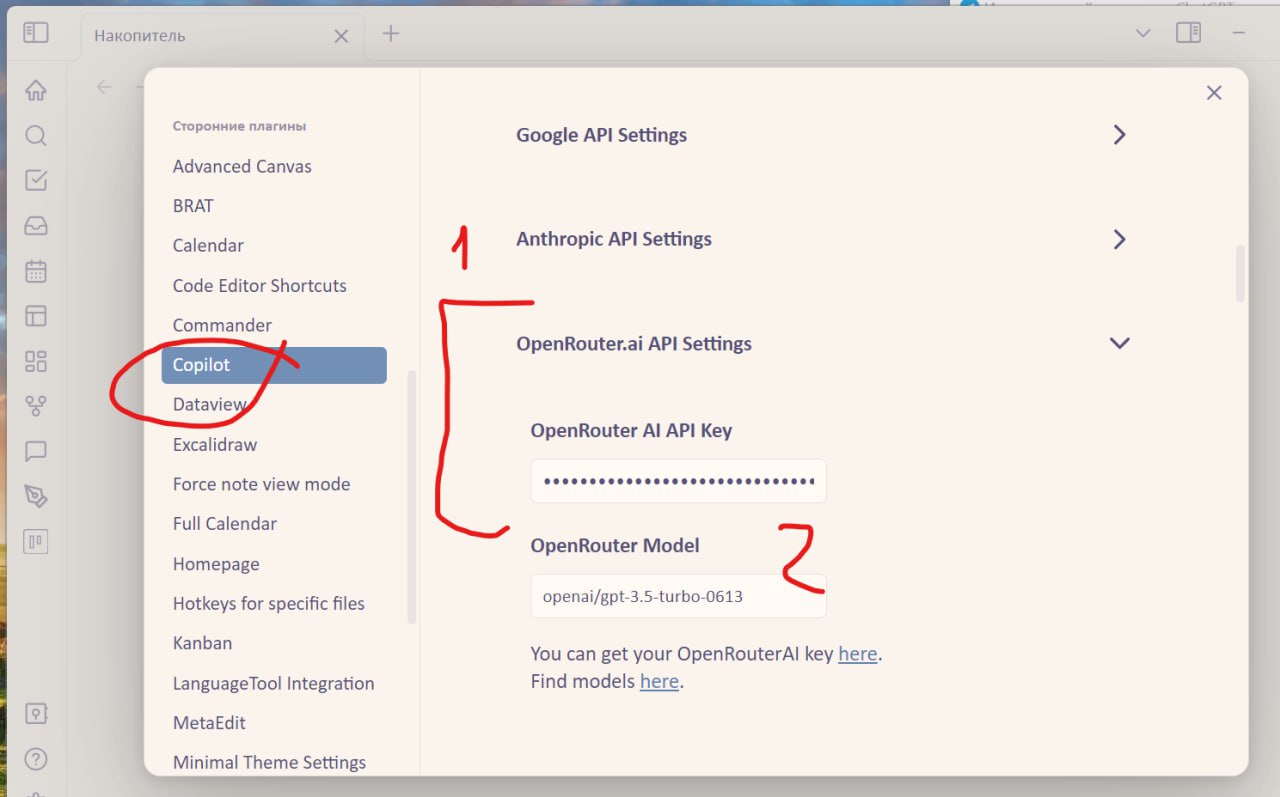 Накопитель
Сторонние плагины
Advanced Canvas
BRAT
Calendar
Code Editor Shortcuts
Commander
Copilot
Dataview
Excalidraw
Force note view mode
Full Calendar
Homepage
Hotkeys for specific files
Kanban
LanguageTool Integration
MetaEdit
Minimal Theme Settings
Google API Settings
1
Anthropic API Settings
OpenRouter.ai API Settings
OpenRouter AI API Key
••••••••••••••••••••••••••••••
OpenRouter Model
2
openai/gpt-3.5-turbo-0613
You can get your OpenRouterAI key here.
Find models here.